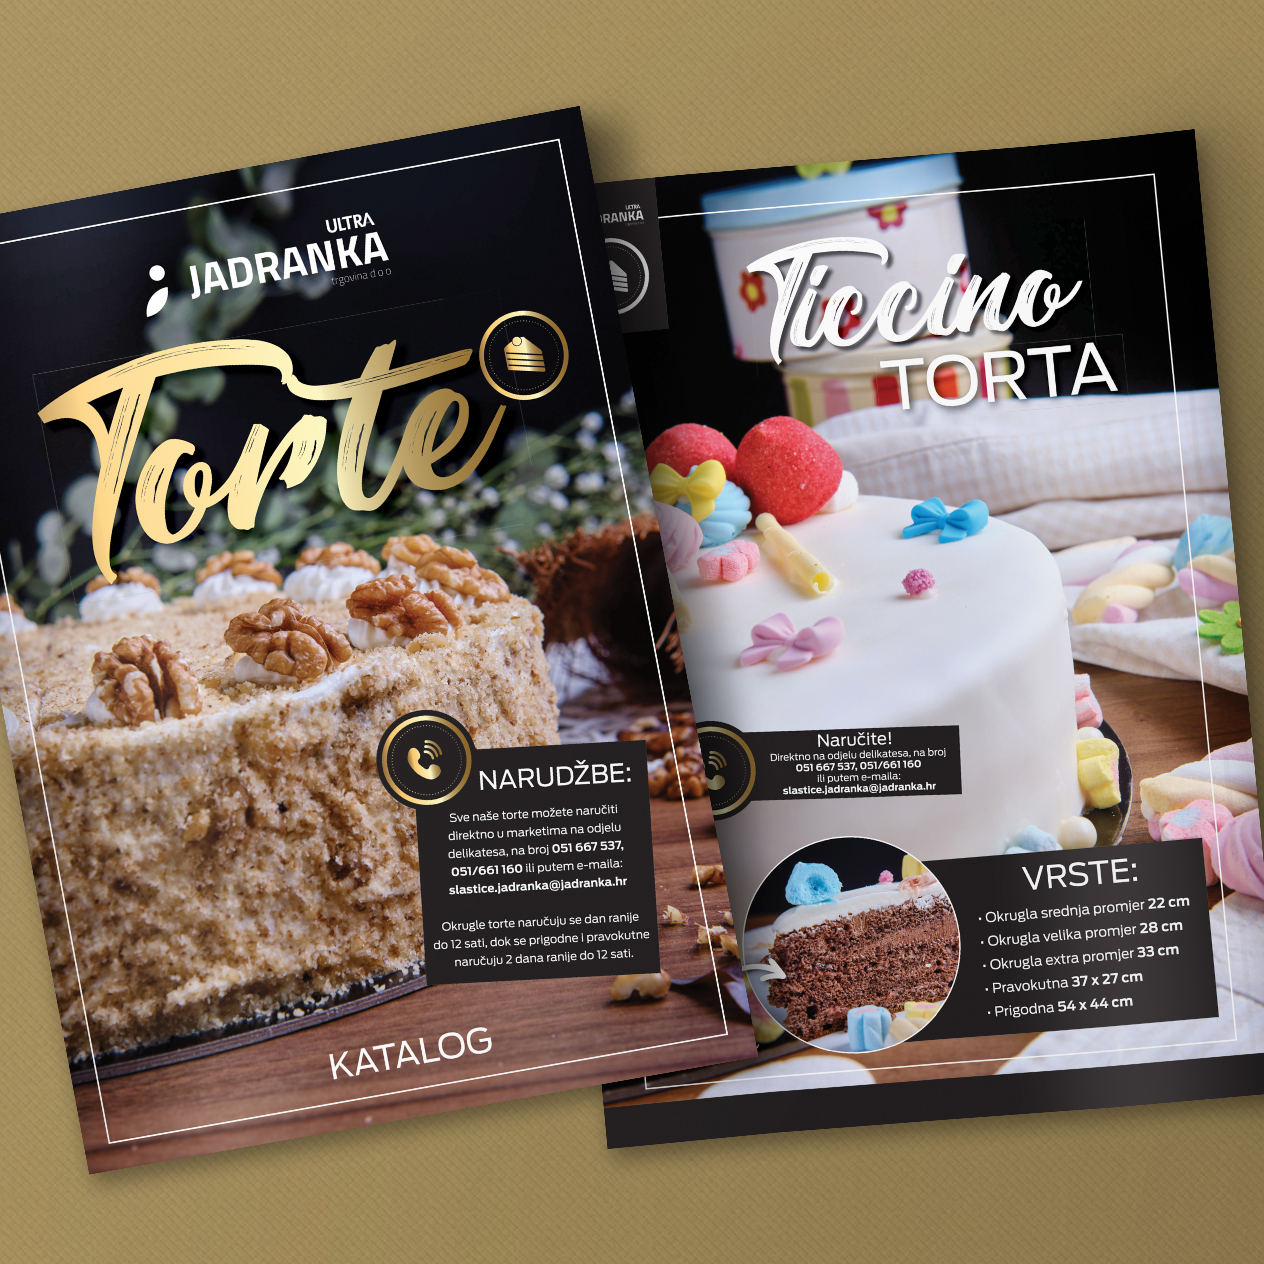 ULTRA
JADRANKA
trgovina d o o
Torte
NARUDŽBE:
Sve naše torte možete naručiti
direktno u marketima na odjelu
delikatesa, na broj 051 667 537,
051/661 160 ili putem e-maila:
slastice.jadranka@jadranka.hr
Okrugle torte naručuju se dan ranije
do 12 sati, dok se prigodne i pravokutne
naručuju 2 dana ranije do 12 sati.
KATALOG
ULTRA
DRANKA
Ticcino
TORTA
Naručite!
Direktno na odjelu delikatesa, na broj
051 667 537, 051/661 160
ili putem e-maila:
slastice.jadranka@jadranka.hr
VRSTE:
· Okrugla srednja promjer 22 cm
· Okrugla velika promjer 28 cm
· Okrugla extra promjer 33 cm
· Pravokutna 37 x 27 cm
· Prigodna 54 x 44 cm